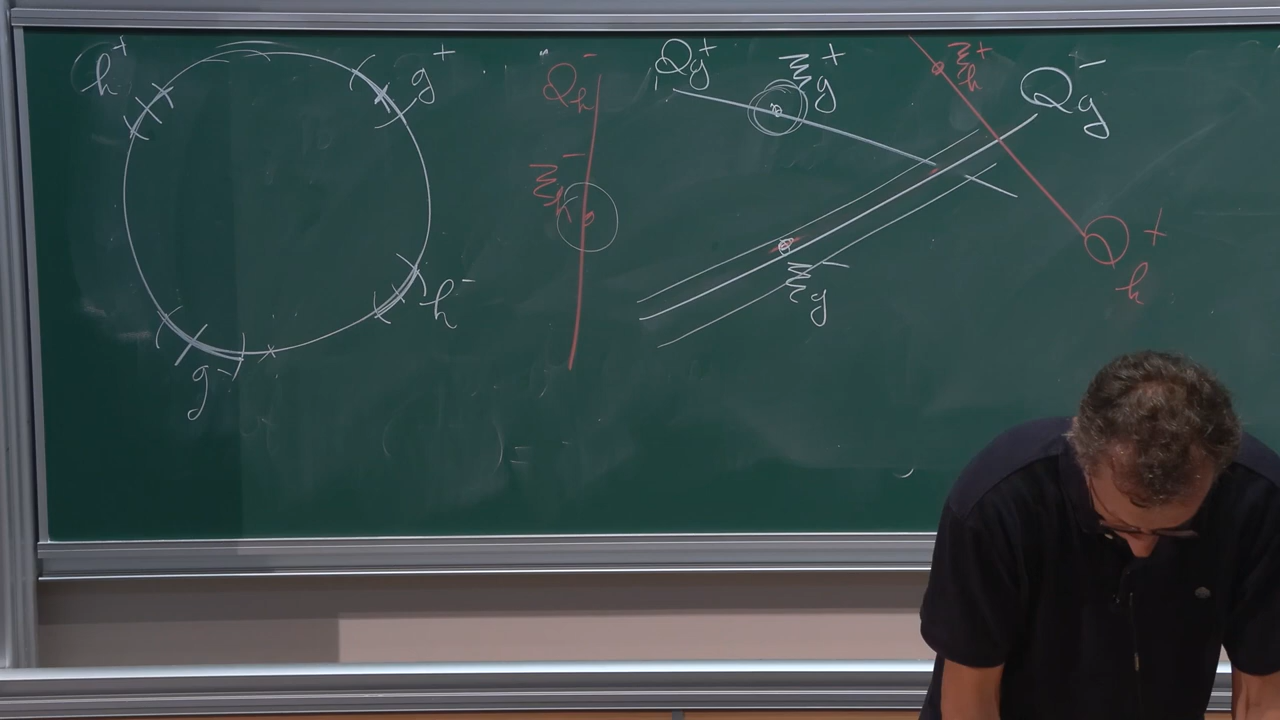 h⁺
g⁺
h⁻
g⁻
Q_h⁻
ξ_h⁻
Q_g⁺
ξ_g⁺
ξ_h⁺
Q_g⁻
ξ_g⁻
Q_h⁺
( ) =